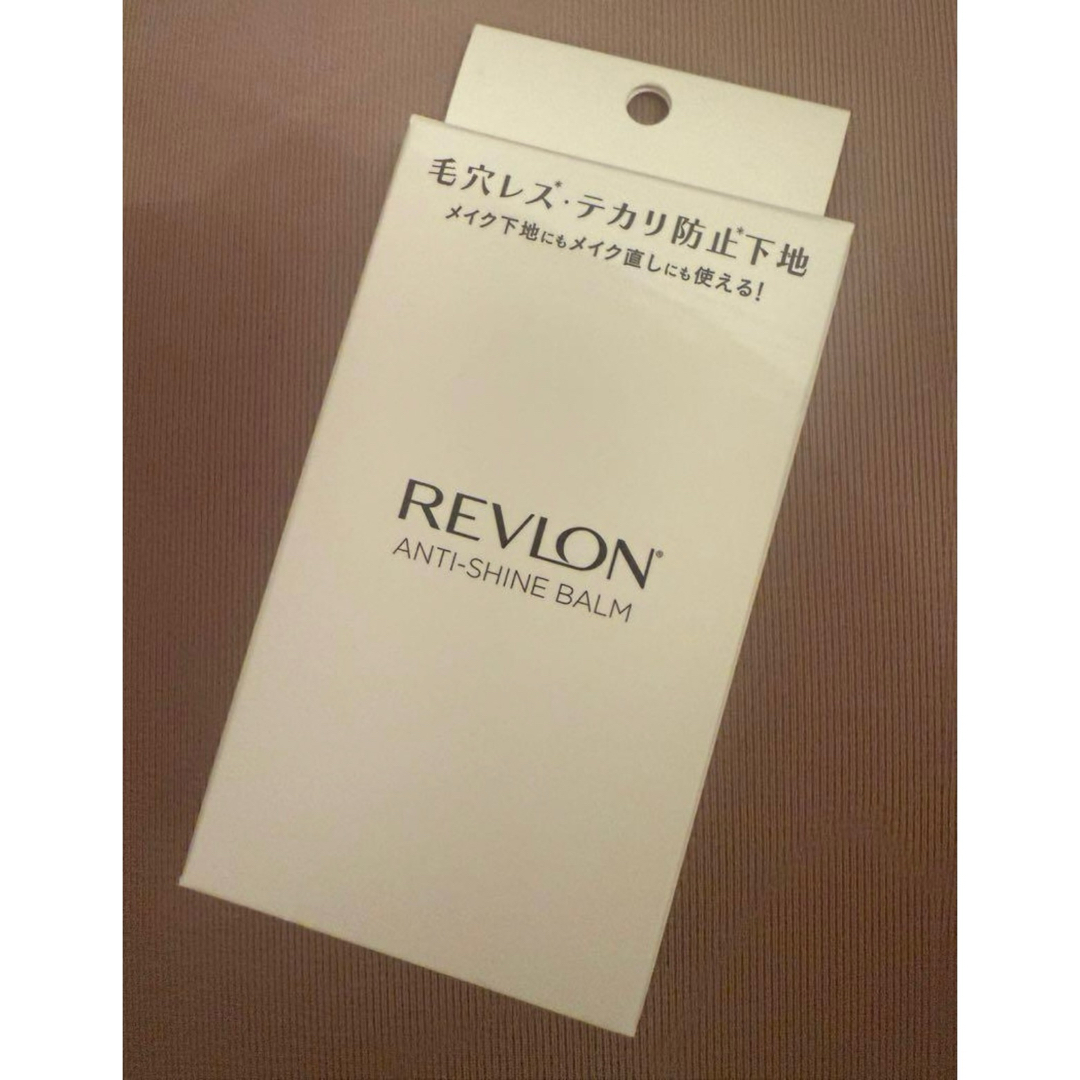 毛穴レス*・テカリ防止*下地
メイク下地にもメイク直しにも使える!
REVLON®
ANTI-SHINE BALM